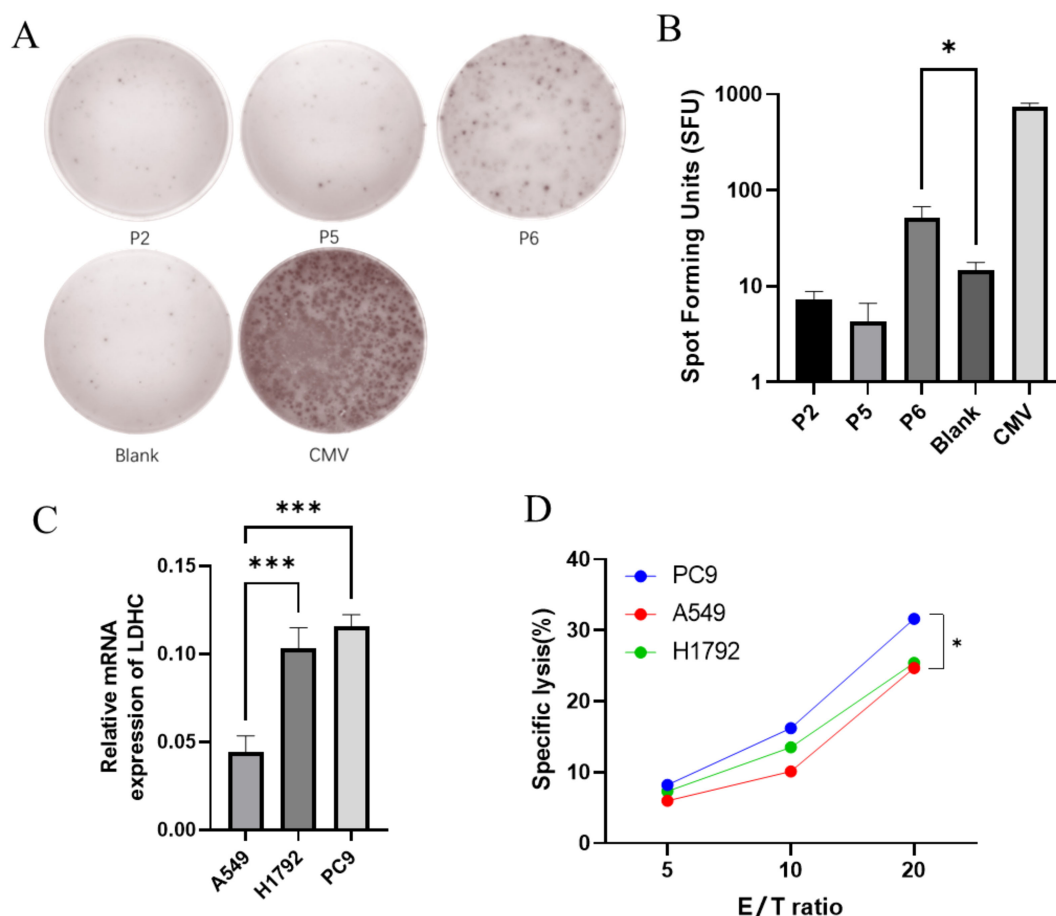 A
P2
P5
P6
Blank
CMV
B
*
Spot Forming Units (SFU)
1000
100
10
1
P2
P5
P6
Blank
CMV
C
***
***
Relative mRNA
expression of LDHC
0.15
0.10
0.05
0.00
A549
H1792
PC9
D
PC9
A549
H1792
*
Specific lysis(%)
40
30
20
10
0
5
10
20
E/T ratio